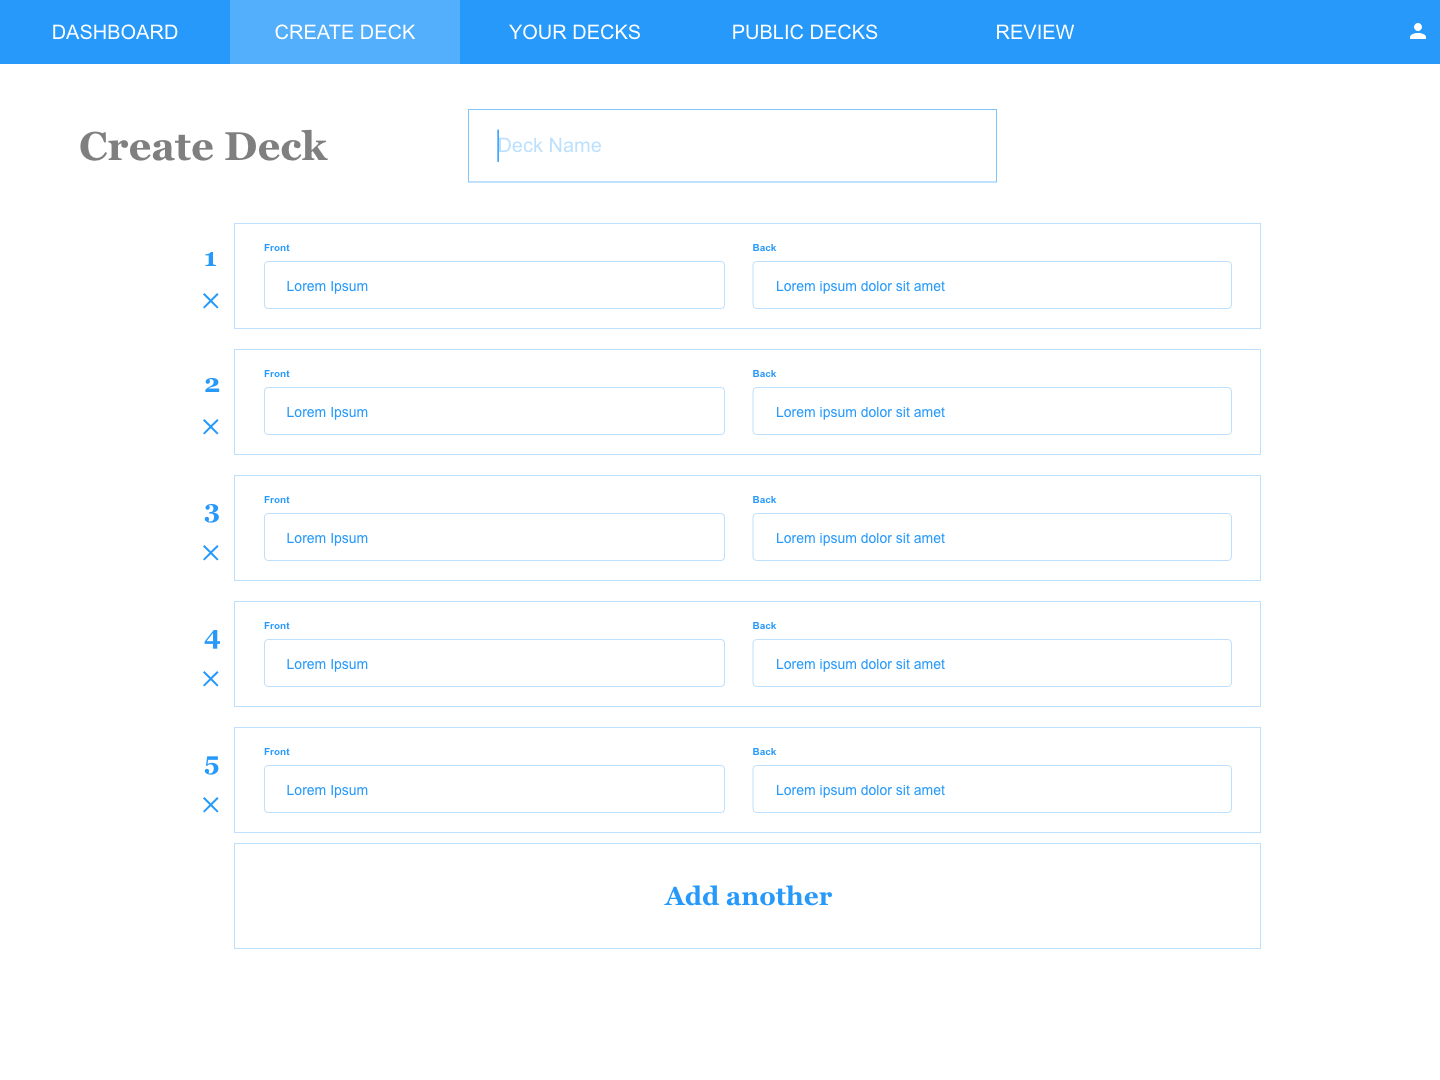 DASHBOARD CREATE DECK YOUR DECKS PUBLIC DECKS REVIEW
Create Deck
Deck Name
1
Front Back
Lorem Ipsum Lorem ipsum dolor sit amet
2
Front Back
Lorem Ipsum Lorem ipsum dolor sit amet
3
Front Back
Lorem Ipsum Lorem ipsum dolor sit amet
4
Front Back
Lorem Ipsum Lorem ipsum dolor sit amet
5
Front Back
Lorem Ipsum Lorem ipsum dolor sit amet
Add another